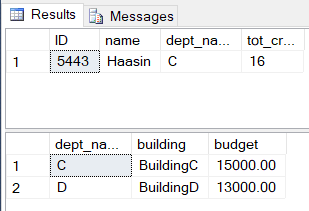 Results Messages
ID name dept_na... tot_cr...
1 5443 Haasin C 16
dept_na... building budget
1 C BuildingC 15000.00
2 D BuildingD 13000.00